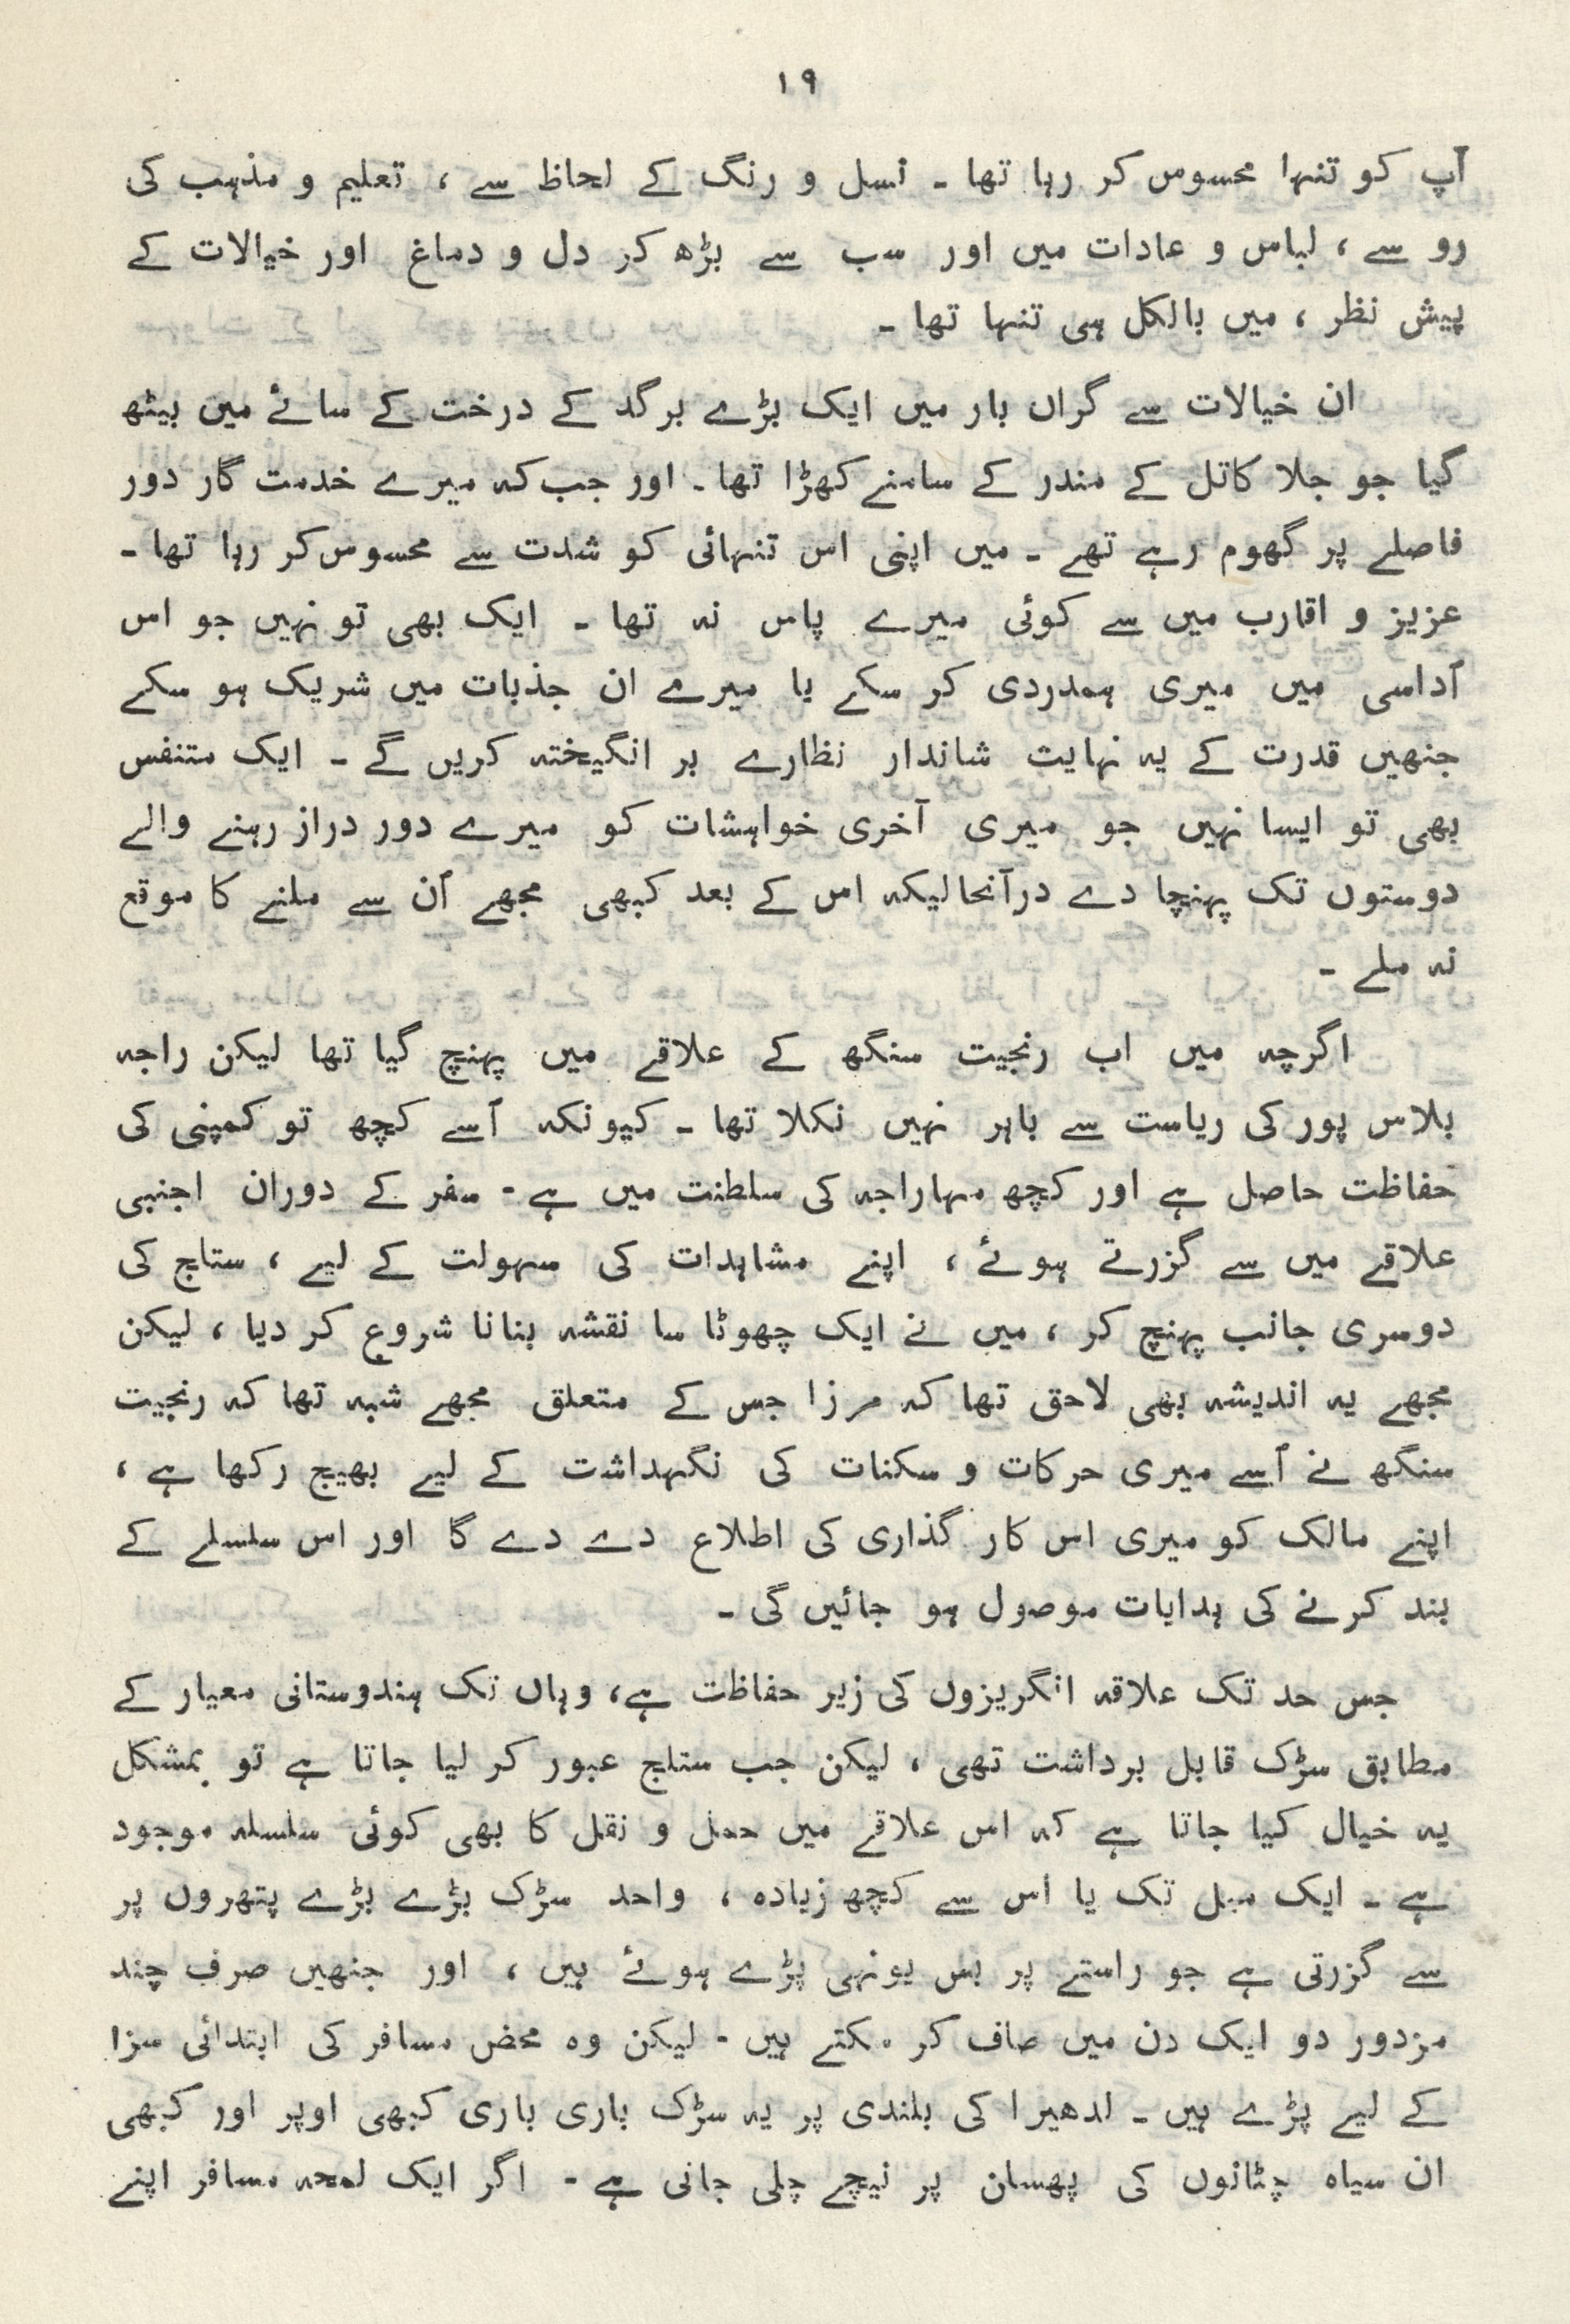 ۱۹
آپ کو تنہا محسوس کر رہا تھا ۔ نسل و رنگ کے لحاظ سے ، تعلیم و مذہب کی
رو سے ، لباس و عادات میں اور سب سے بڑھ کر دل و دماغ اور خیالات کے
پیش نظر ، میں بالکل ہی تنہا تھا ۔
ان خیالات سے گراں بار میں ایک بڑے برگد کے درخت کے سائے میں بیٹھ
گیا جو جلا کاتل کے مندر کے سامنے کھڑا تھا ۔ اور جب کہ میرے خدمت گار دور
فاصلے پر گھوم رہے تھے ۔ میں اپنی اس تنہائی کو شدت سے محسوس کر رہا تھا ۔
عزیز و اقارب میں سے کوئی میرے پاس نہ تھا ۔ ایک بھی تو نہیں جو اس
اُداسی میں میری ہمدردی کر سکے یا میرے ان جذبات میں شریک ہو سکے
جنھیں قدرت کے یہ نہایت شاندار نظارے بر انگیختہ کریں گے ۔ ایک متنفس
بھی تو ایسا نہیں جو میری آخری خواہشات کو میرے دور دراز رہنے والے
دوستوں تک پہنچا دے درآنحالیکہ اس کے بعد کبھی مجھے اُن سے ملنے کا موقع
نہ ملے ۔
اگرچہ میں اب رنجیت سنگھ کے علاقے میں پہنچ گیا تھا لیکن راجہ
بلاس پور کی ریاست سے باہر نہیں نکلا تھا ۔ کیونکہ اُسے کچھ تو کمپنی کی
حفاظت حاصل ہے اور کچھ مہاراجہ کی سلطنت میں ہے ۔ سفر کے دوران اجنبی
علاقے میں سے گزرتے ہوئے ، اپنے مشاہدات کی سہولت کے لیے ، ستلج کی
دوسری جانب پہنچ کر ، میں نے ایک چھوٹا سا نقشہ بنانا شروع کر دیا ، لیکن
مجھے یہ اندیشہ بھی لاحق تھا کہ مرزا جس کے متعلق مجھے شبہ تھا کہ رنجیت
سنگھ نے اُسے میری حرکات و سکنات کی نگہداشت کے لیے بھیج رکھا ہے ،
اپنے مالک کو میری اس کار گذاری کی اطلاع دے دے گا اور اس سلسلے کے
بند کرنے کی ہدایات موصول ہو جائیں گی ۔
جس حد تک علاقہ انگریزوں کی زیر حفاظت ہے، وہاں تک ہندوستانی معیار کے
مطابق سڑک قابل برداشت تھی ، لیکن جب ستلج عبور کر لیا جاتا ہے تو بمشکل
یہ خیال کیا جاتا ہے کہ اس علاقے میں حمل و نقل کا بھی کوئی سلسلہ موجود
ہے ۔ ایک میل تک یا اُس سے کچھ زیادہ ، واحد سڑک بڑے بڑے پتھروں پر
سے گزرتی ہے جو راستے پر بس یونہی پڑے ہوئے ہیں ، اور جنھیں صرف چند
مزدور دو ایک دن میں صاف کر سکتے ہیں ۔ لیکن وہ محض مسافر کی ابتدائی سزا
کے لیے پڑے ہیں ۔ لدھیرا کی بلندی پر یہ سڑک باری باری کبھی اوپر اور کبھی
ان سیاہ چٹانوں کی پھسلن پر نیچے چلی جاتی ہے ۔ اگر ایک لمحہ مسافر اپنے